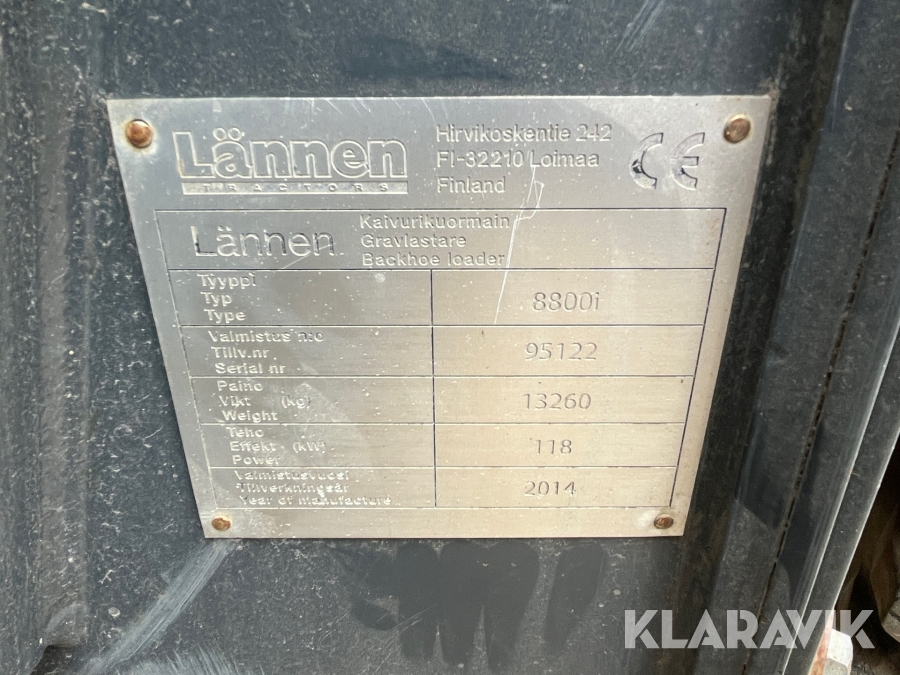 Lännen
TRACTORS
Hirvikoskentie 242
FI-32210 Loimaa
Finland
CE
Lännen
Kaivurikuormain
Grävlastare
Backhoe loader
Tyyppi
Typ
Type
8800i
Valmistus nro
Tillv.nr
Serial nr
95122
Paino
Vikt (kg)
Weight
13260
Teho
Effekt (kW)
Power
118
Valmistusvuosi
Tillverkningsår
Year of manufacture
2014
KLARAVIK